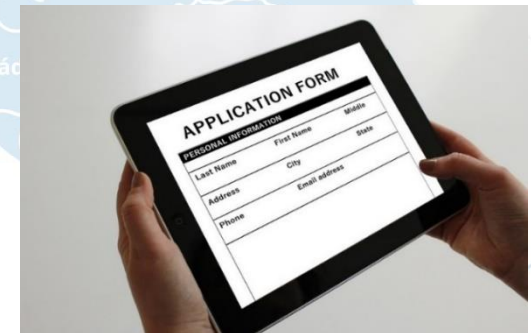 APPLICATION FORM
PERSONAL INFORMATION
Last Name First Name Middle
Address City State
Phone Email address